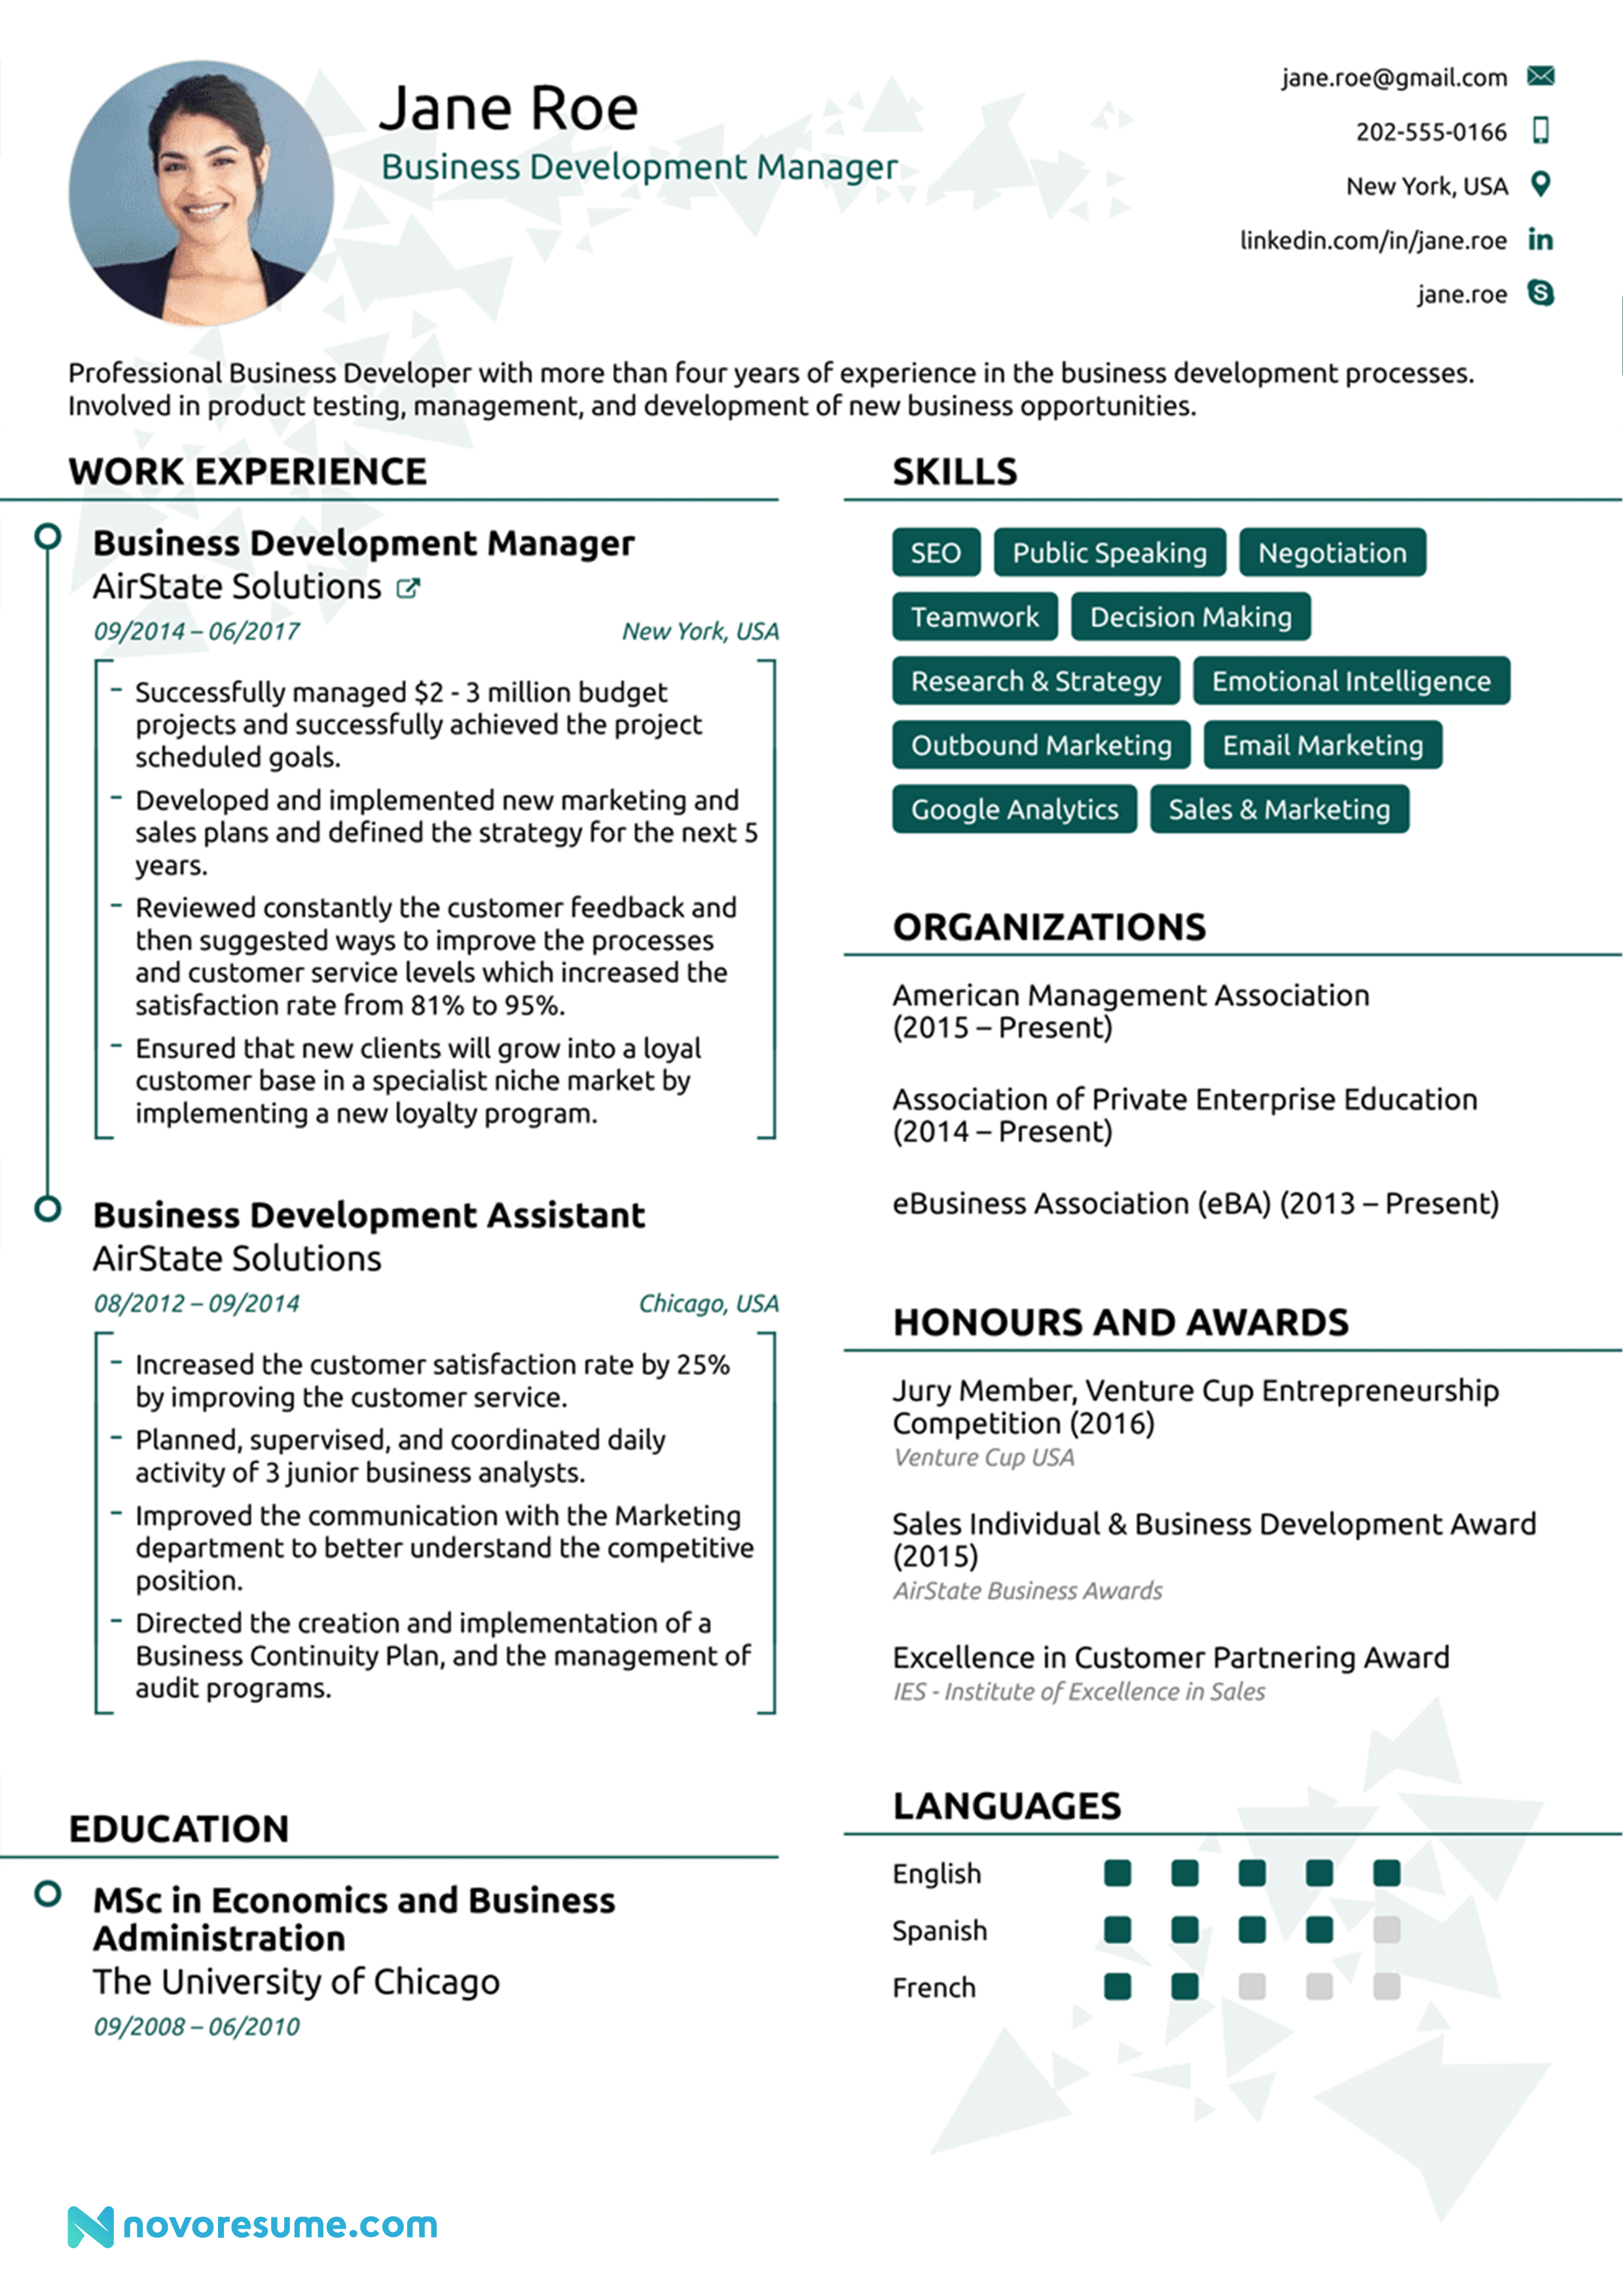 Jane Roe
Business Development Manager
jane.roe@gmail.com
202-555-0166
New York, USA
linkedin.com/in/jane.roe
in
jane.roe
S
Professional Business Developer with more than four years of experience in the business development processes.
Involved in product testing, management, and development of new business opportunities.
WORK EXPERIENCE
Business Development Manager
AirState Solutions
09/2014 – 06/2017
New York, USA
– Successfully managed $2 - 3 million budget
projects and successfully achieved the project
scheduled goals.
– Developed and implemented new marketing and
sales plans and defined the strategy for the next 5
years.
– Reviewed constantly the customer feedback and
then suggested ways to improve the processes
and customer service levels which increased the
satisfaction rate from 81% to 95%.
– Ensured that new clients will grow into a loyal
customer base in a specialist niche market by
implementing a new loyalty program.
Business Development Assistant
AirState Solutions
08/2012 – 09/2014
Chicago, USA
– Increased the customer satisfaction rate by 25%
by improving the customer service.
– Planned, supervised, and coordinated daily
activity of 3 junior business analysts.
– Improved the communication with the Marketing
department to better understand the competitive
position.
– Directed the creation and implementation of a
Business Continuity Plan, and the management of
audit programs.
EDUCATION
MSc in Economics and Business
Administration
The University of Chicago
09/2008 – 06/2010
SKILLS
SEO
Public Speaking
Negotiation
Teamwork
Decision Making
Research & Strategy
Emotional Intelligence
Outbound Marketing
Email Marketing
Google Analytics
Sales & Marketing
ORGANIZATIONS
American Management Association
(2015 – Present)
Association of Private Enterprise Education
(2014 – Present)
eBusiness Association (eBA) (2013 – Present)
HONOURS AND AWARDS
Jury Member, Venture Cup Entrepreneurship
Competition (2016)
Venture Cup USA
Sales Individual & Business Development Award
(2015)
AirState Business Awards
Excellence in Customer Partnering Award
IES - Institute of Excellence in Sales
LANGUAGES
English
Spanish
French
novoresume.com